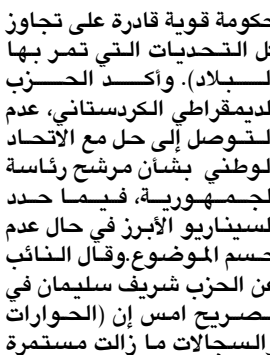 حكومة قوية قادرة على تجاوز
كل التحديات التي تمر بها
البلاد). وأكد الحزب
الديمقراطي الكردستاني، عدم
التوصل إلى حل مع الاتحاد
الوطني بشأن مرشح رئاسة
الجمهورية، فيما حدد
السيناريو الأبرز في حال عدم
حسم الموضوع.وقال النائب
عن الحزب شريف سليمان في
تصريح امس إن (الحوارات
والسجالات ما زالت مستمرة